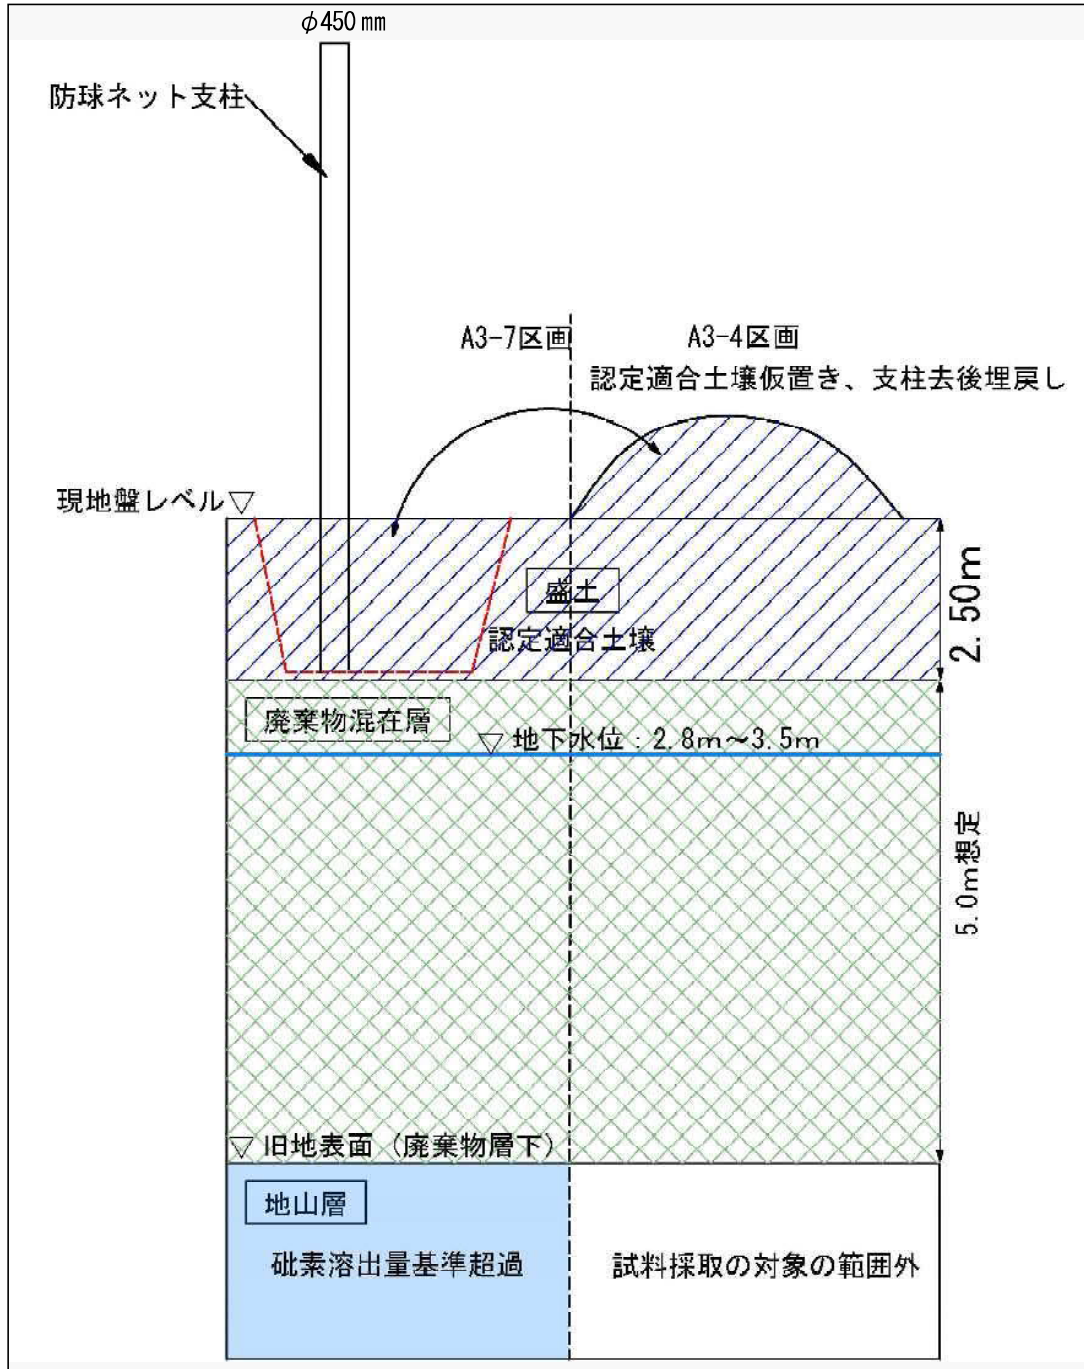 φ450㎜
防球ネット支柱
A3-7区画
A3-4区画
認定適合土壌仮置き、支柱去後埋戻し
現地盤レベル▽
盛土
認定適合土壌
2.50m
廃棄物混在層
▽ 地下水位：2.8m～3.5m
5.0m想定
▽ 旧地表面（廃棄物層下）
地山層
砒素溶出量基準超過
試料採取の対象の範囲外